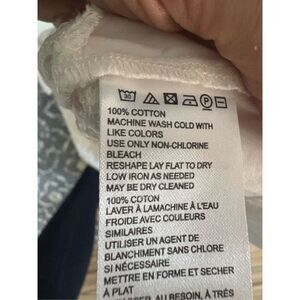 30
P
100% COTTON
MACHINE WASH COLD WITH
LIKE COLORS
USE ONLY NON-CHLORINE
BLEACH
RESHAPE LAY FLAT TO DRY
LOW IRON AS NEEDED
MAY BE DRY CLEANED
100% COTON
LAVER À LAMACHINE À L'EAU
FROIDE AVEC COULEURS
SIMILAIRES
UTILISER UN AGENT DE
BLANCHIMENT SANS CHLORE
SI NÉCESSAIRE
METTRE EN FORME ET SECHER
À PLAT
AU BESOIN, À TRÈS